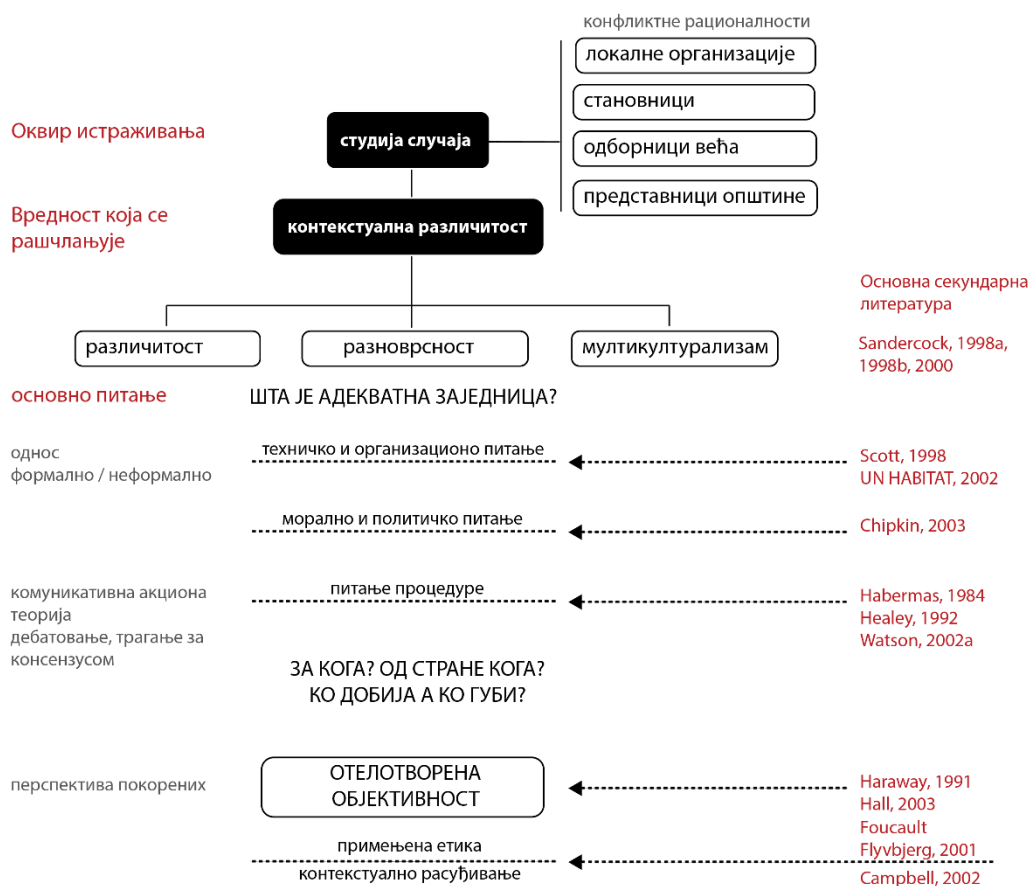 конфликтне рационалности
локалне организације
становници
одборници већа
представници општине
Оквир истраживања
студија случаја
Вредност која се
рашчлањује
контекстуална различитост
Основна секундарна
литература
различитост
разноврсност
мултикултурализам
Sandercock, 1998a,
1998b, 2000
основно питање
ШТА ЈЕ АДЕКВАТНА ЗАЈЕДНИЦА?
однос
формално / неформално
техничко и организационо питање
Scott, 1998
UN HABITAT, 2002
морално и политичко питање
Chipkin, 2003
комуникативна акциона
теорија
дебатовање, трагање за
консензусом
питање процедуре
Habermas, 1984
Healey, 1992
Watson, 2002a
ЗА КОГА? ОД СТРАНЕ КОГА?
КО ДОБИЈА А КО ГУБИ?
перспектива покорених
ОТЕЛОТВОРЕНА
ОБЈЕКТИВНОСТ
Haraway, 1991
Hall, 2003
Foucault
Flyvbjerg, 2001
примењена етика
контекстуално расуђивање
Campbell, 2002